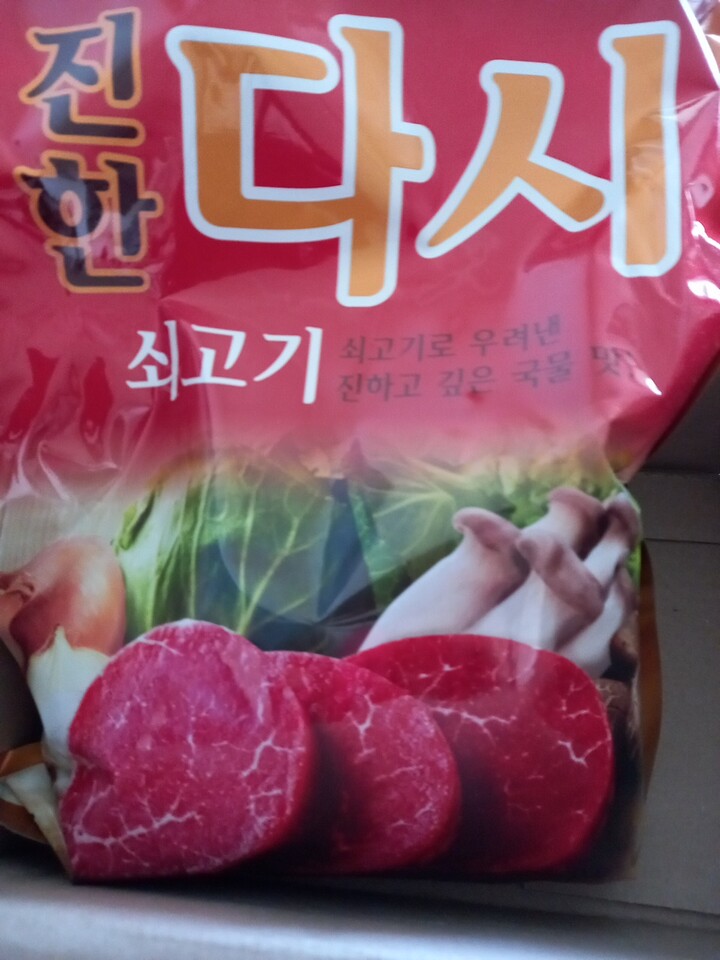 진한
다시
쇠고기
쇠고기로 우려낸
진하고 깊은 국물 맛